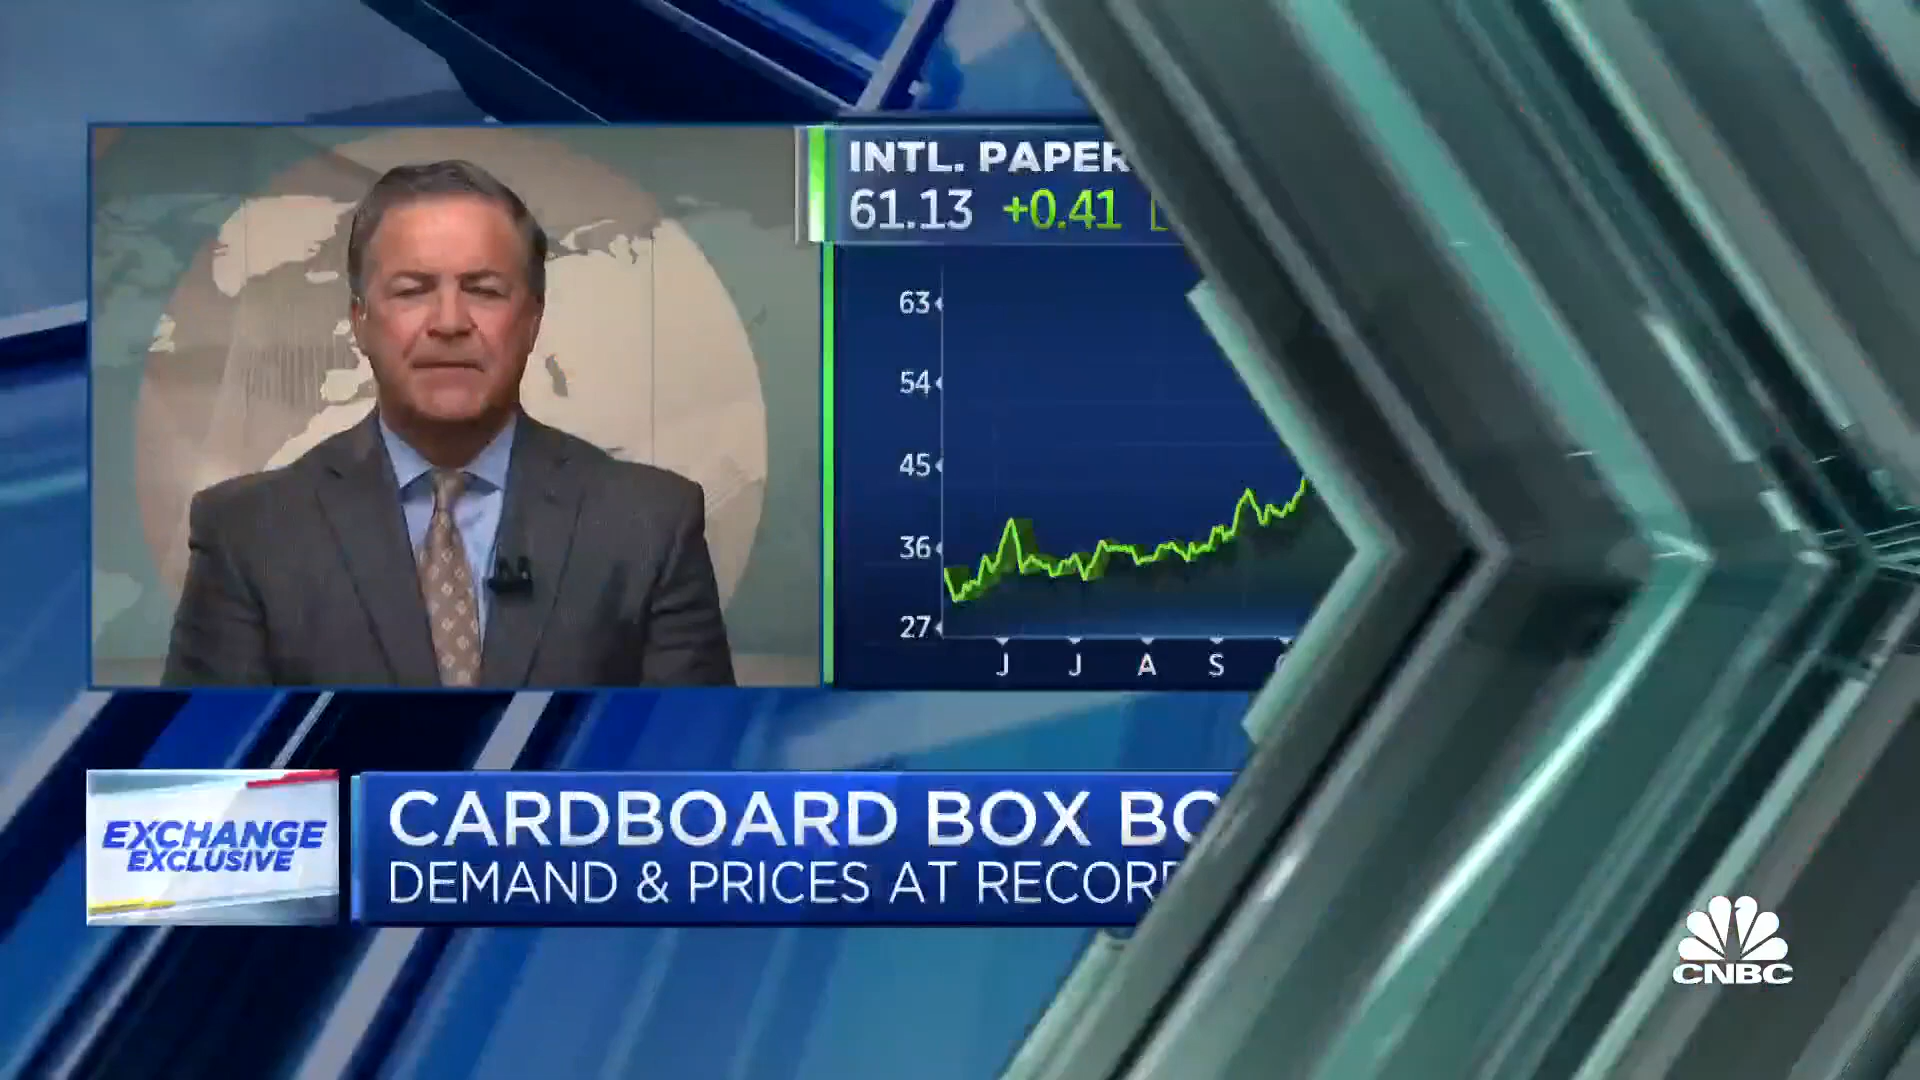 INTL. PAPER
61.13 +0.41
63
54
45
36
27
J J A S
EXCHANGE
EXCLUSIVE
CARDBOARD BOX
DEMAND & PRICES AT
CNBC